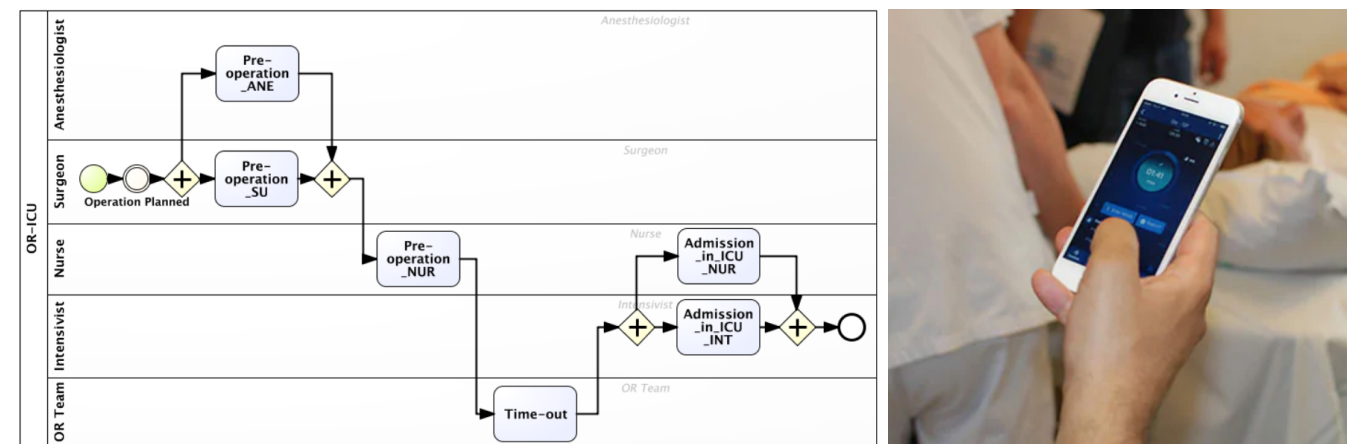 OR-ICU
Anesthesiologist
Anesthesiologist
Pre-
operation
_ANE
Surgeon
Surgeon
Operation Planned
Pre-
operation
_SU
Nurse
Nurse
Pre-
operation
_NUR
Admission
_in_ICU
_NUR
Intensivist
Intensivist
Admission
_in_ICU
_INT
OR Team
OR Team
Time-out
01:41